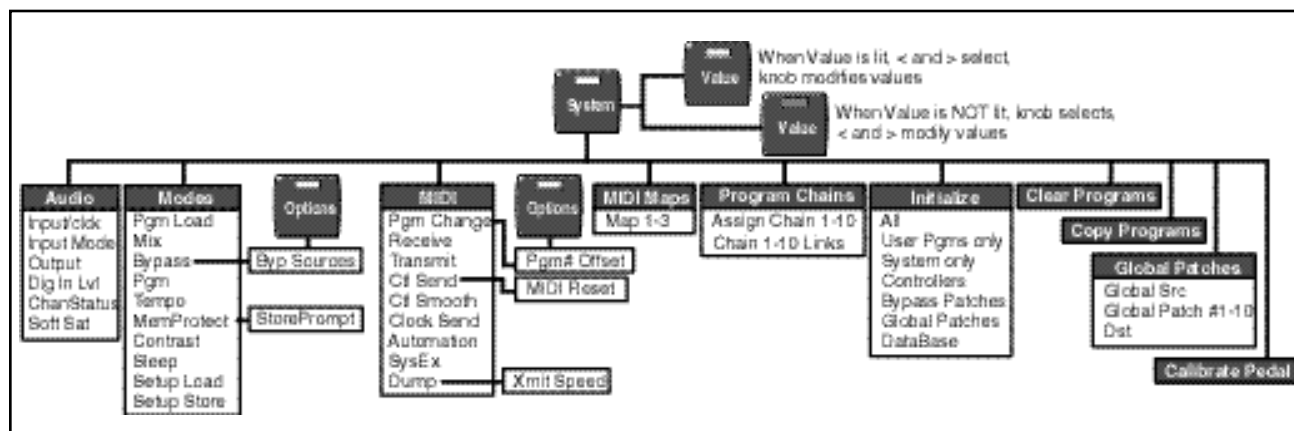 Value
When Value is lit, < and > select,
knob modifies values
System
Value
When Value is NOT lit, knob selects,
< and > modify values
Audio
Input/clck
Input Mode
Output
Dig In Lvl
ChanStatus
Soft Sat
Modes
Pgm Load
Mix
Bypass
Pgm
Tempo
MemProtect
Contrast
Sleep
Setup Load
Setup Store
Options
Byp Sources
StorePrompt
MIDI
Pgm Change
Receive
Transmit
Ctl Send
Ctl Smooth
Clock Send
Automation
SysEx
Dump
Options
Pgm# Offset
MIDI Reset
Xmit Speed
MIDI Maps
Map 1-3
Program Chains
Assign Chain 1-10
Chain 1-10 Links
Initialize
All
User Pgms only
System only
Controllers
Bypass Patches
Global Patches
DataBase
Clear Programs
Copy Programs
Global Patches
Global Src
Global Patch #1-10
Dst
Calibrate Pedal